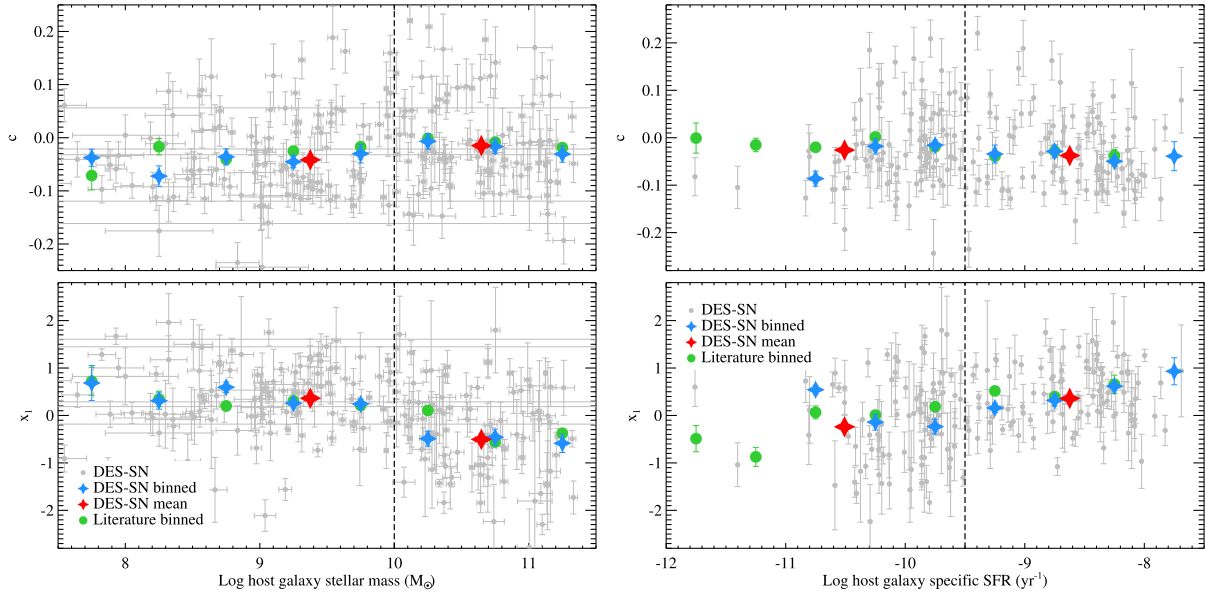 0.2
0.1
0.0
-0.1
-0.2
c
0.2
0.1
0.0
-0.1
-0.2
c
2
1
0
-1
-2
x1
DES-SN
DES-SN binned
DES-SN mean
Literature binned
8
9
10
11
Log host galaxy stellar mass (M⊙)
2
1
0
-1
-2
x1
DES-SN
DES-SN binned
DES-SN mean
Literature binned
-12
-11
-10
-9
-8
Log host galaxy specific SFR (yr⁻¹)